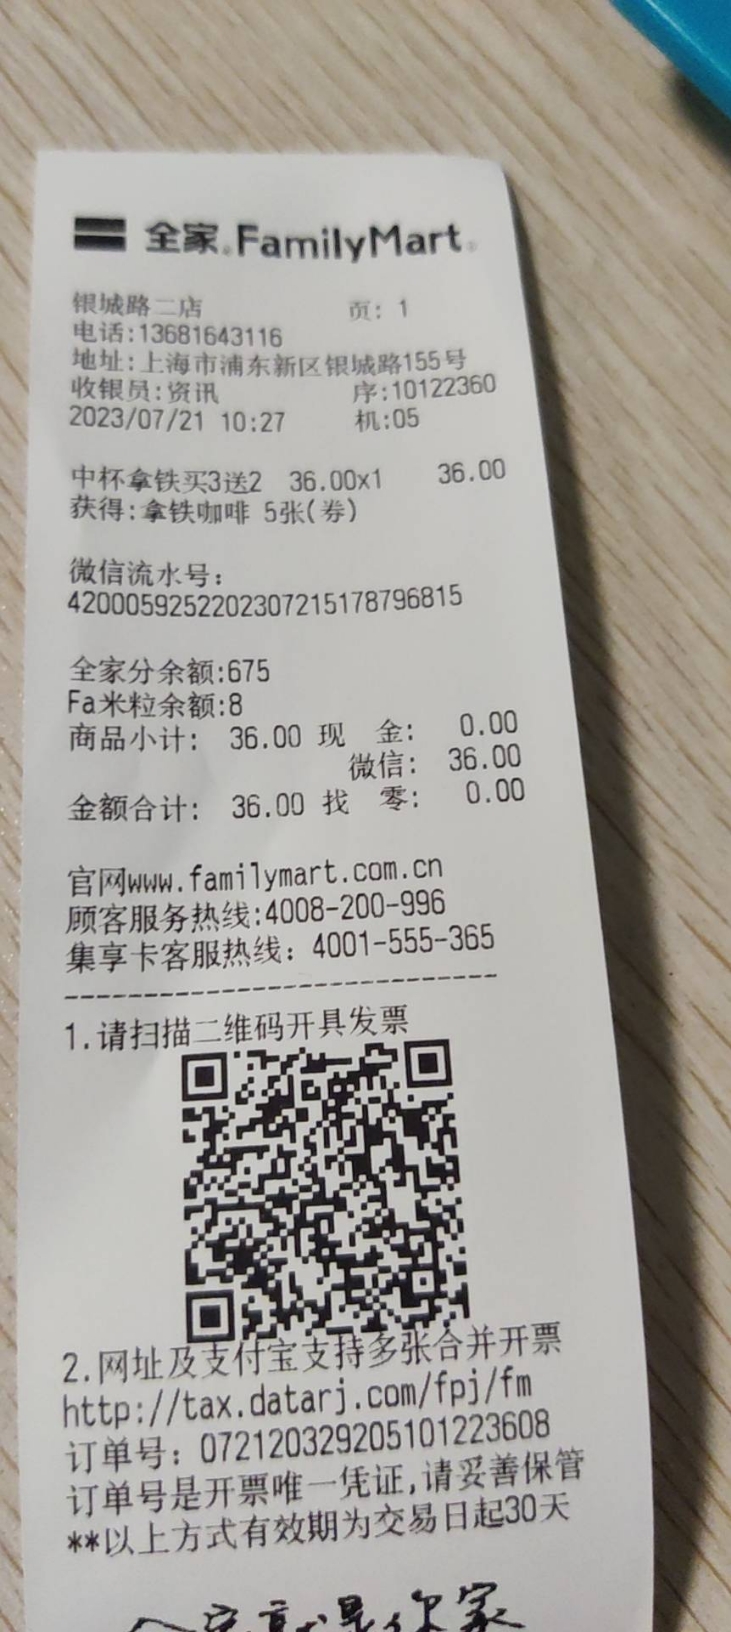 全家 FamilyMart
银城路二店 页: 1
电话:13681643116
地址:上海市浦东新区银城路155号
收银员:资讯 序:10122360
2023/07/21 10:27 机:05
中杯拿铁买3送2 36.00x1 36.00
获得:拿铁咖啡 5张(券)
微信流水号:
4200059252202307215178796815
全家分余额:675
Fa米粒余额:8
商品小计: 36.00 现 金: 0.00
微信: 36.00
金额合计: 36.00 找 零: 0.00
官网www.familymart.com.cn
顾客服务热线:4008-200-996
集享卡客服热线: 4001-555-365
--------------------------------
1.请扫描二维码开具发票
2.网址及支付宝支持多张合并开票
http://tax.datarj.com/fpj/fm
订单号: 072120329205101223608
订单号是开票唯一凭证,请妥善保管
**以上方式有效期为交易日起30天
全家就是你家